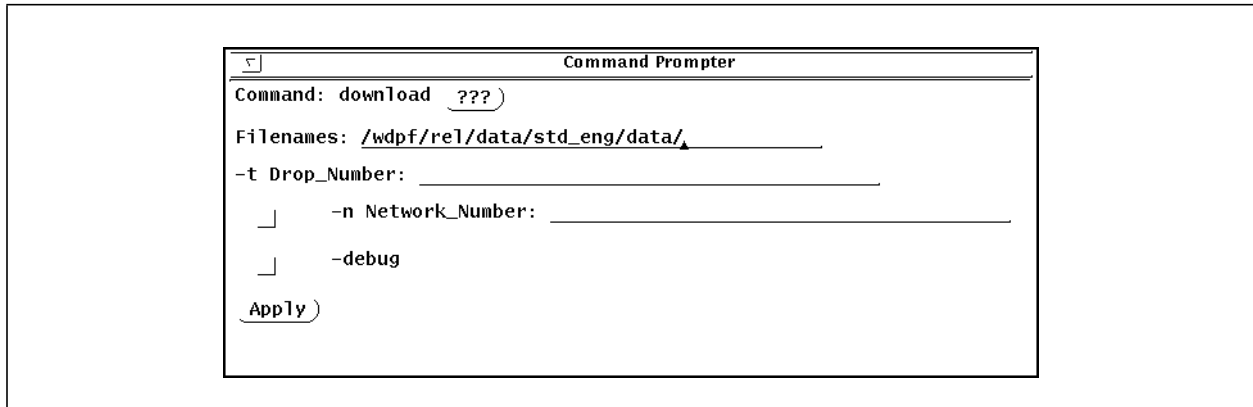 Command Prompter
Command: download ???
Filenames: /wdpf/rel/data/std_eng/data/
-t Drop_Number:
-n Network_Number:
-debug
Apply